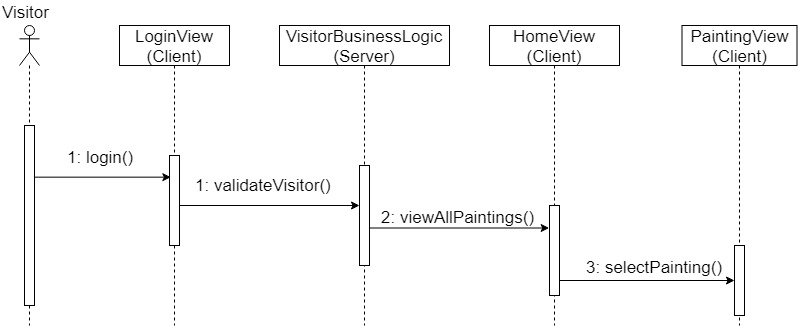 Visitor
LoginView
(Client)
VisitorBusinessLogic
(Server)
HomeView
(Client)
PaintingView
(Client)
1: login()
1: validateVisitor()
2: viewAllPaintings()
3: selectPainting()